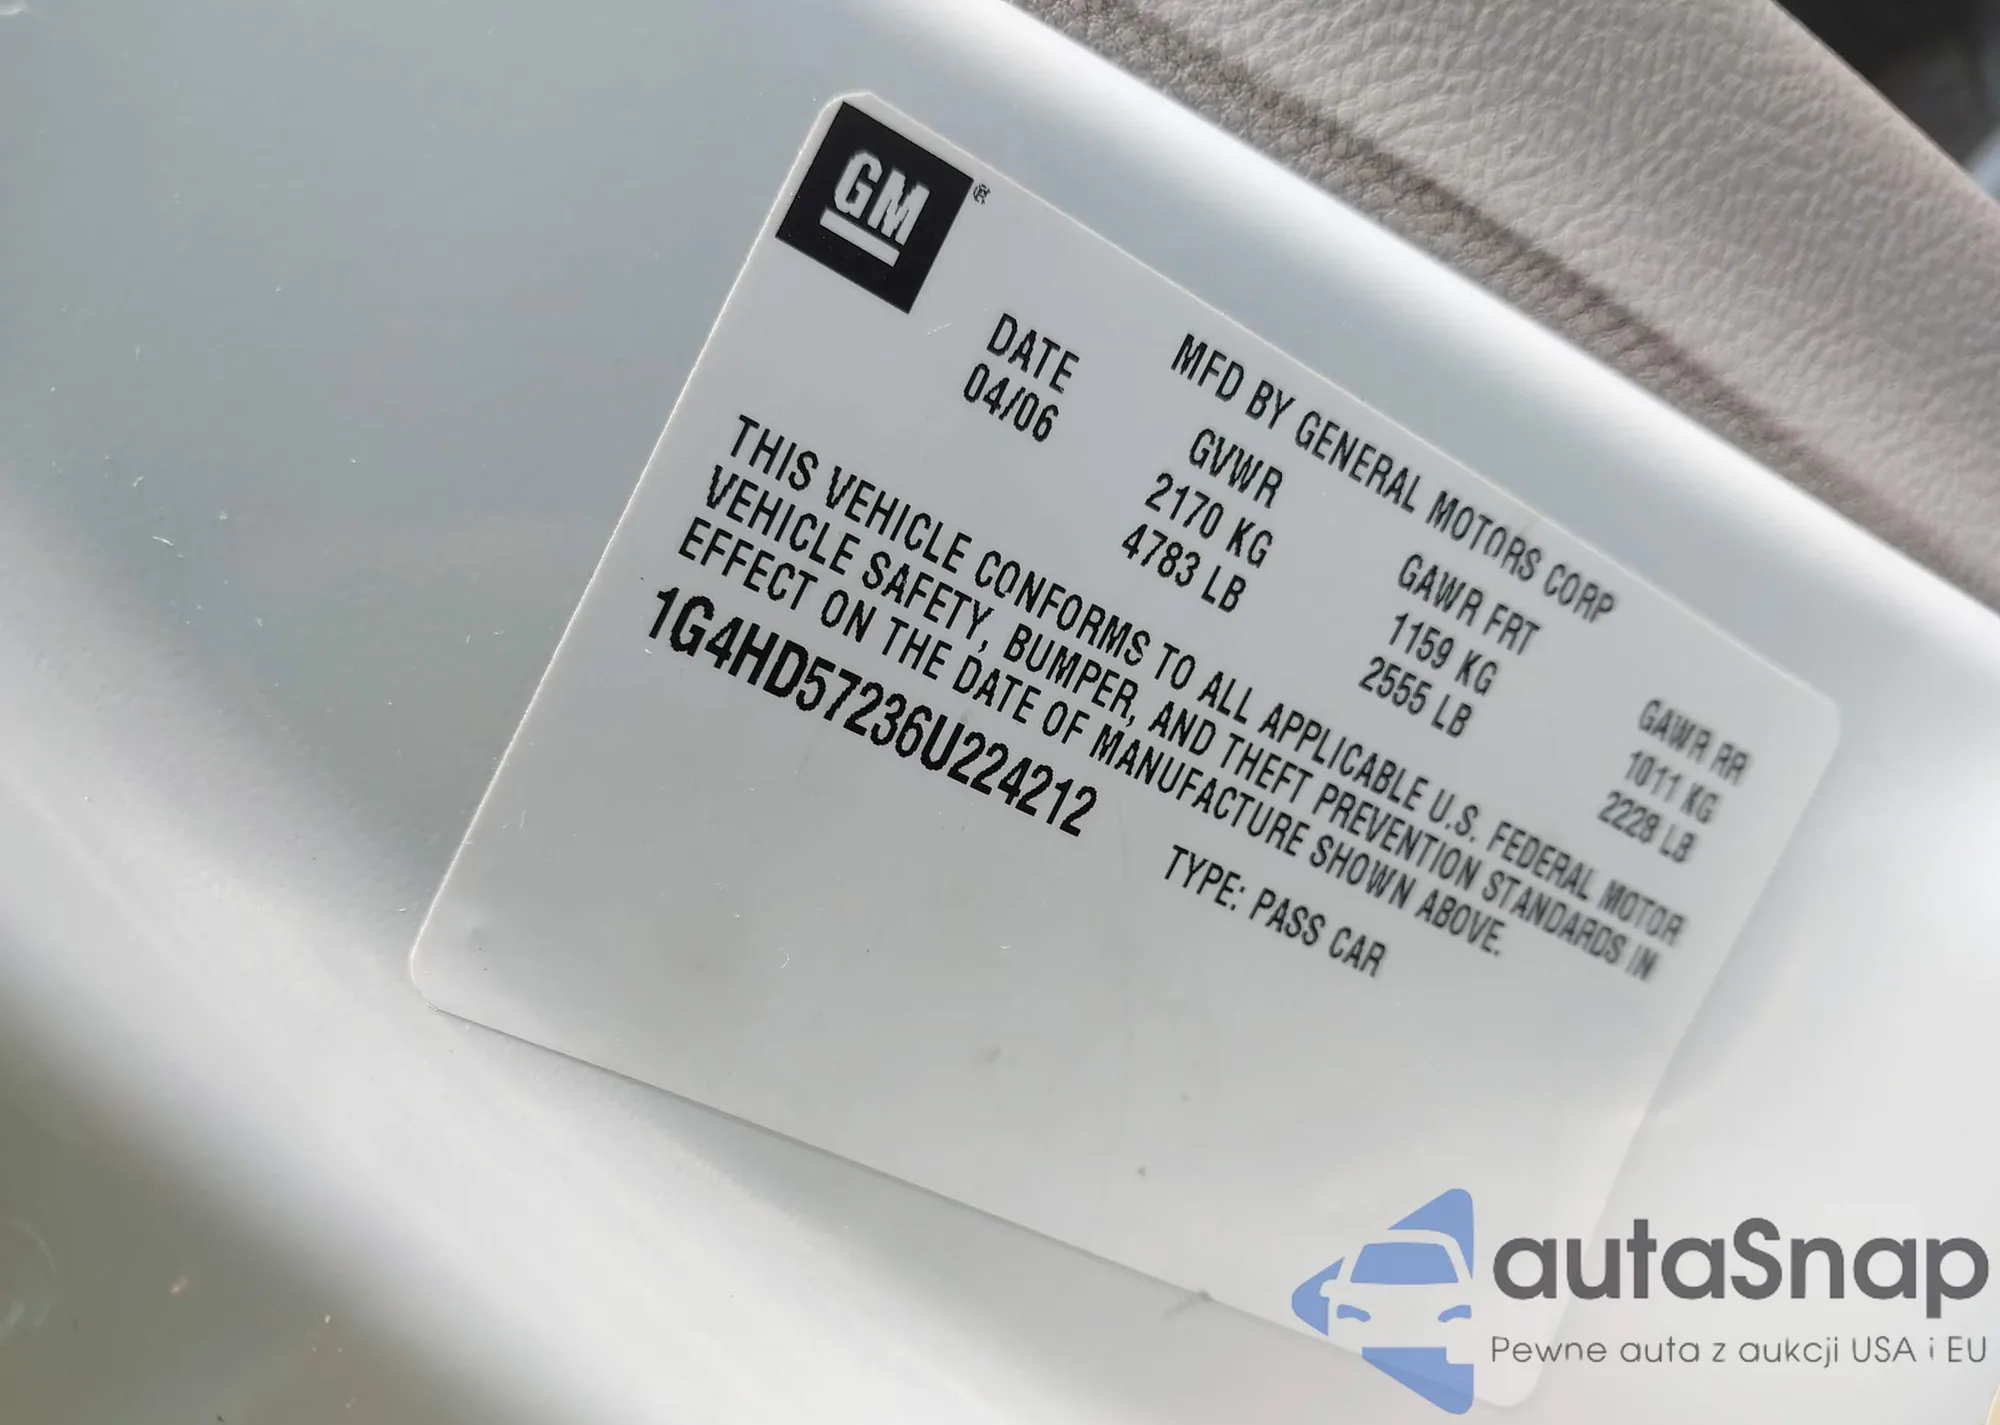 GM®
MFD BY GENERAL MOTORS CORP
DATE GVWR GAWR FRT GAWR RR
04/06 2170 KG 1159 KG 1011 KG
4783 LB 2555 LB 2228 LB
THIS VEHICLE CONFORMS TO ALL APPLICABLE U.S. FEDERAL MOTOR
VEHICLE SAFETY, BUMPER, AND THEFT PREVENTION STANDARDS IN
EFFECT ON THE DATE OF MANUFACTURE SHOWN ABOVE.
1G4HD57236U224212 TYPE: PASS CAR
autaSnap
Pewne auta z aukcji USA i EU